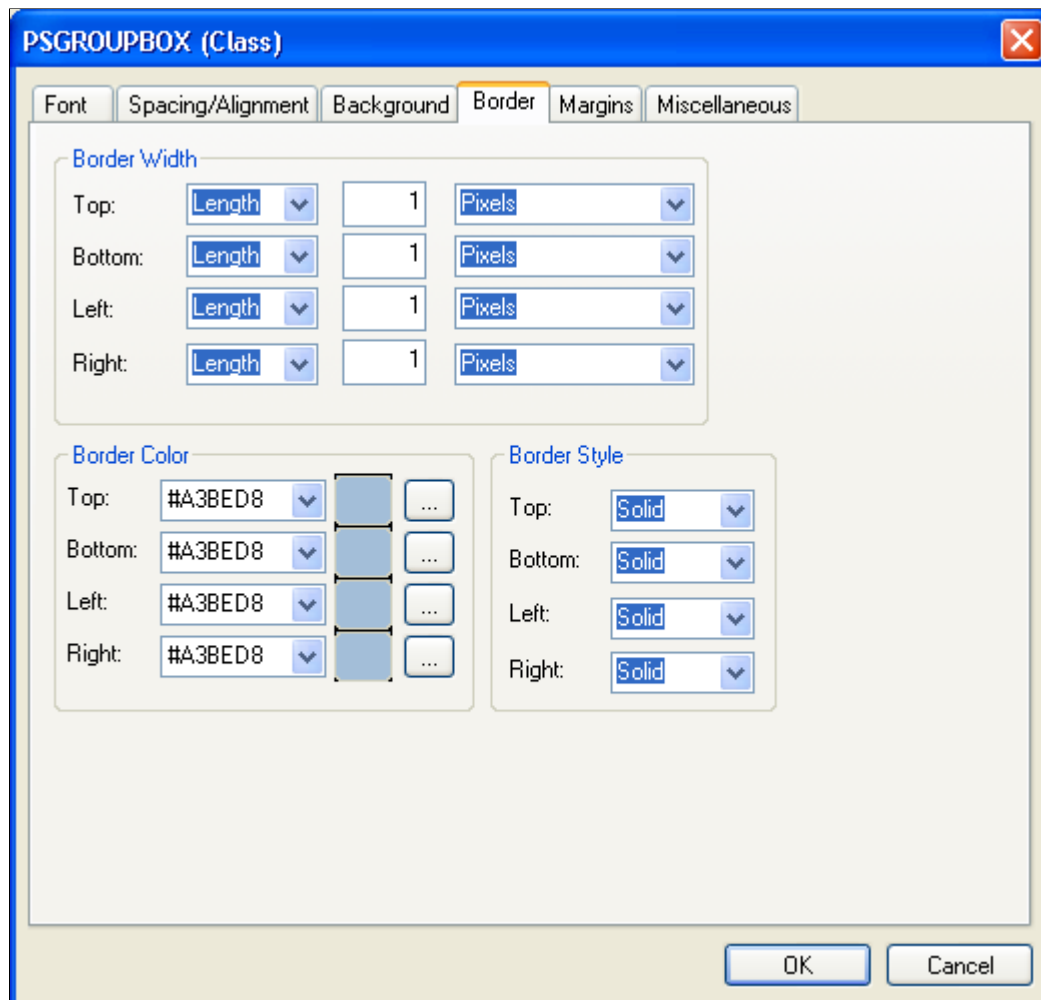 PSGROUPBOX (Class)
Font Spacing/Alignment Background Border Margins Miscellaneous
Border Width
Top: Length 1 Pixels
Bottom: Length 1 Pixels
Left: Length 1 Pixels
Right: Length 1 Pixels
Border Color
Top: #A3BED8 ...
Bottom: #A3BED8 ...
Left: #A3BED8 ...
Right: #A3BED8 ...
Border Style
Top: Solid
Bottom: Solid
Left: Solid
Right: Solid
OK Cancel